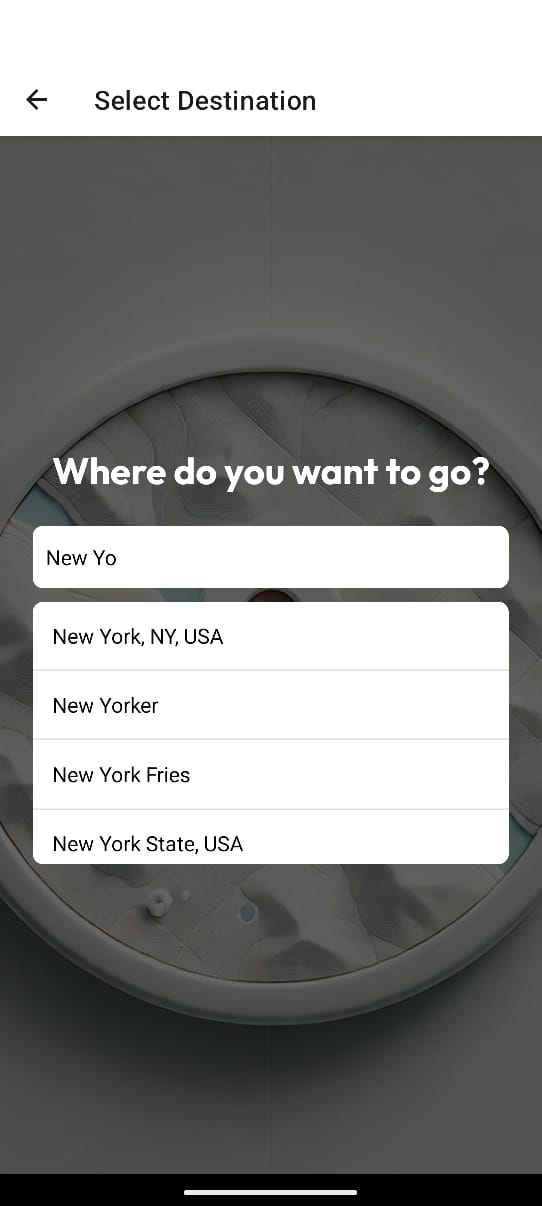 Select Destination
Where do you want to go?
New Yo
New York, NY, USA
New Yorker
New York Fries
New York State, USA